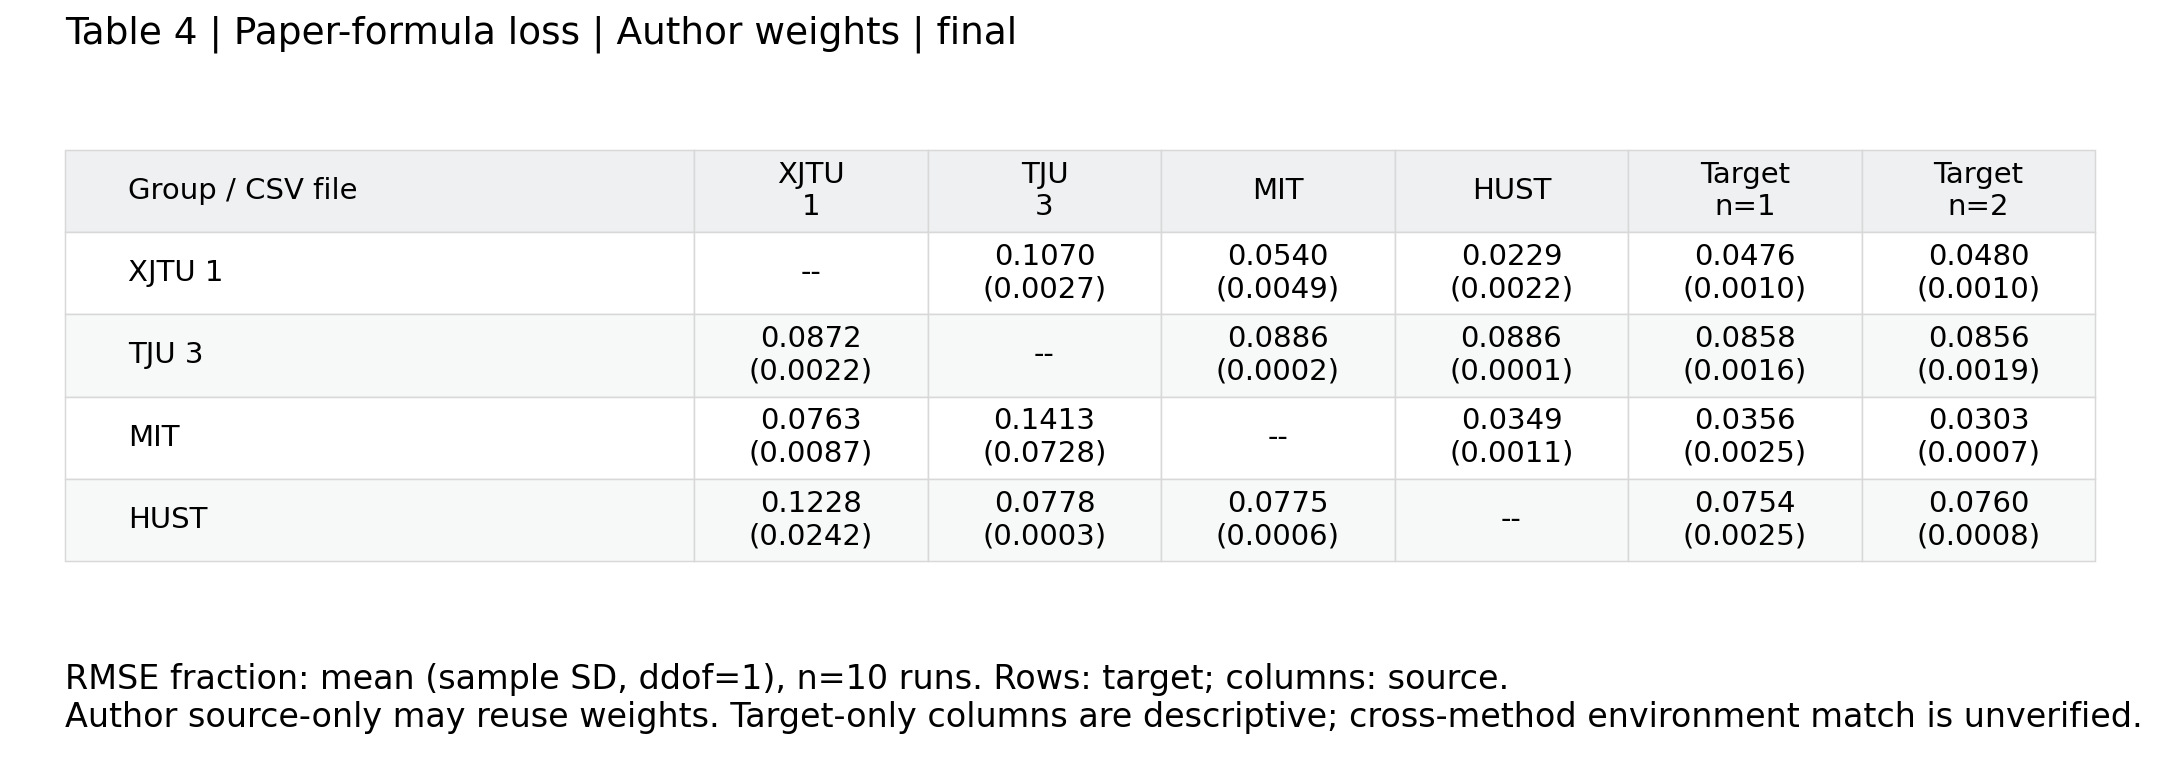 Table 4 | Paper-formula loss | Author weights | final
Group / CSV file
XJTU
1
TJU
3
MIT
HUST
Target
n=1
Target
n=2
XJTU 1
--
0.1070
(0.0027)
0.0540
(0.0049)
0.0229
(0.0022)
0.0476
(0.0010)
0.0480
(0.0010)
TJU 3
0.0872
(0.0022)
--
0.0886
(0.0002)
0.0886
(0.0001)
0.0858
(0.0016)
0.0856
(0.0019)
MIT
0.0763
(0.0087)
0.1413
(0.0728)
--
0.0349
(0.0011)
0.0356
(0.0025)
0.0303
(0.0007)
HUST
0.1228
(0.0242)
0.0778
(0.0003)
0.0775
(0.0006)
--
0.0754
(0.0025)
0.0760
(0.0008)
RMSE fraction: mean (sample SD, ddof=1), n=10 runs. Rows: target; columns: source.
Author source-only may reuse weights. Target-only columns are descriptive; cross-method environment match is unverified.